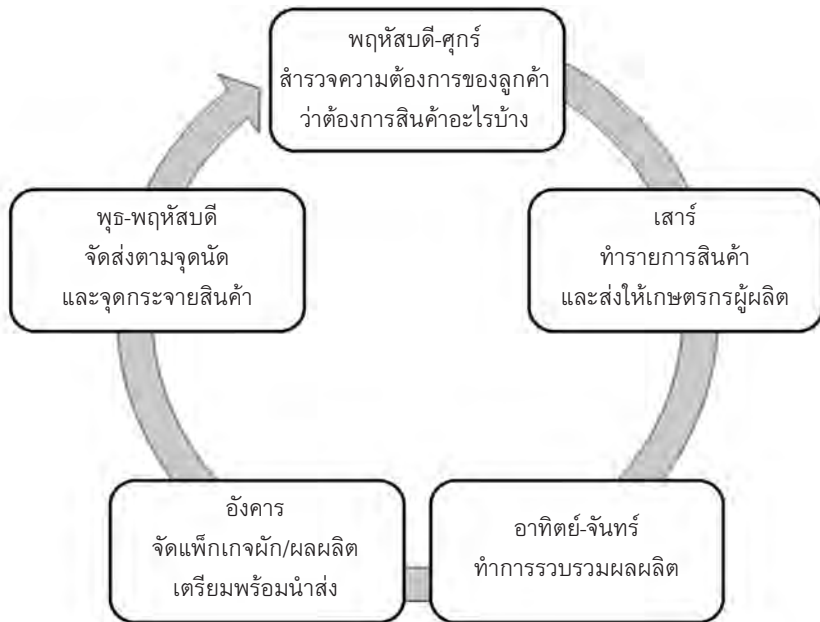 พฤหัสบดี-ศุกร์
สำรวจความต้องการของลูกค้า
ว่าต้องการสินค้าอะไรบ้าง
เสาร์
ทำรายการสินค้า
และส่งให้เกษตรกรผู้ผลิต
อาทิตย์-จันทร์
ทำการรวบรวมผลผลิต
อังคาร
จัดแพ็กเกจผัก/ผลผลิต
เตรียมพร้อมนำส่ง
พุธ-พฤหัสบดี
จัดส่งตามจุดนัด
และจุดกระจายสินค้า